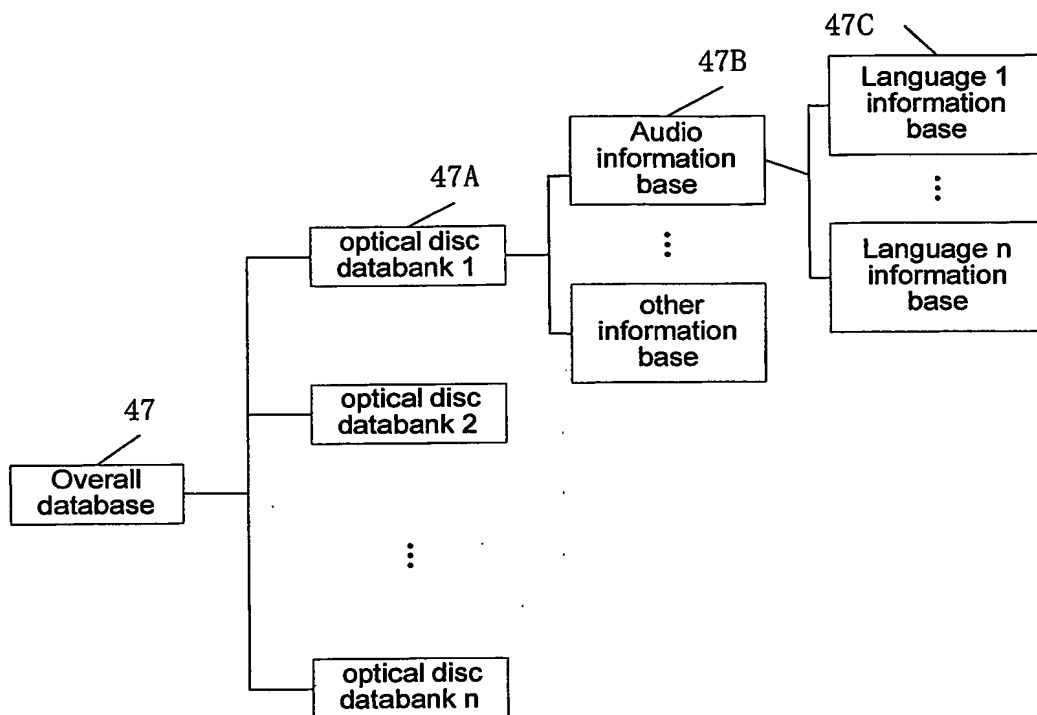 47C
Language 1
information
base
47B
Audio
information
base
47A
optical disc
databank 1
Language n
information
base
other
information
base
47
optical disc
databank 2
Overall
database
optical disc
databank n